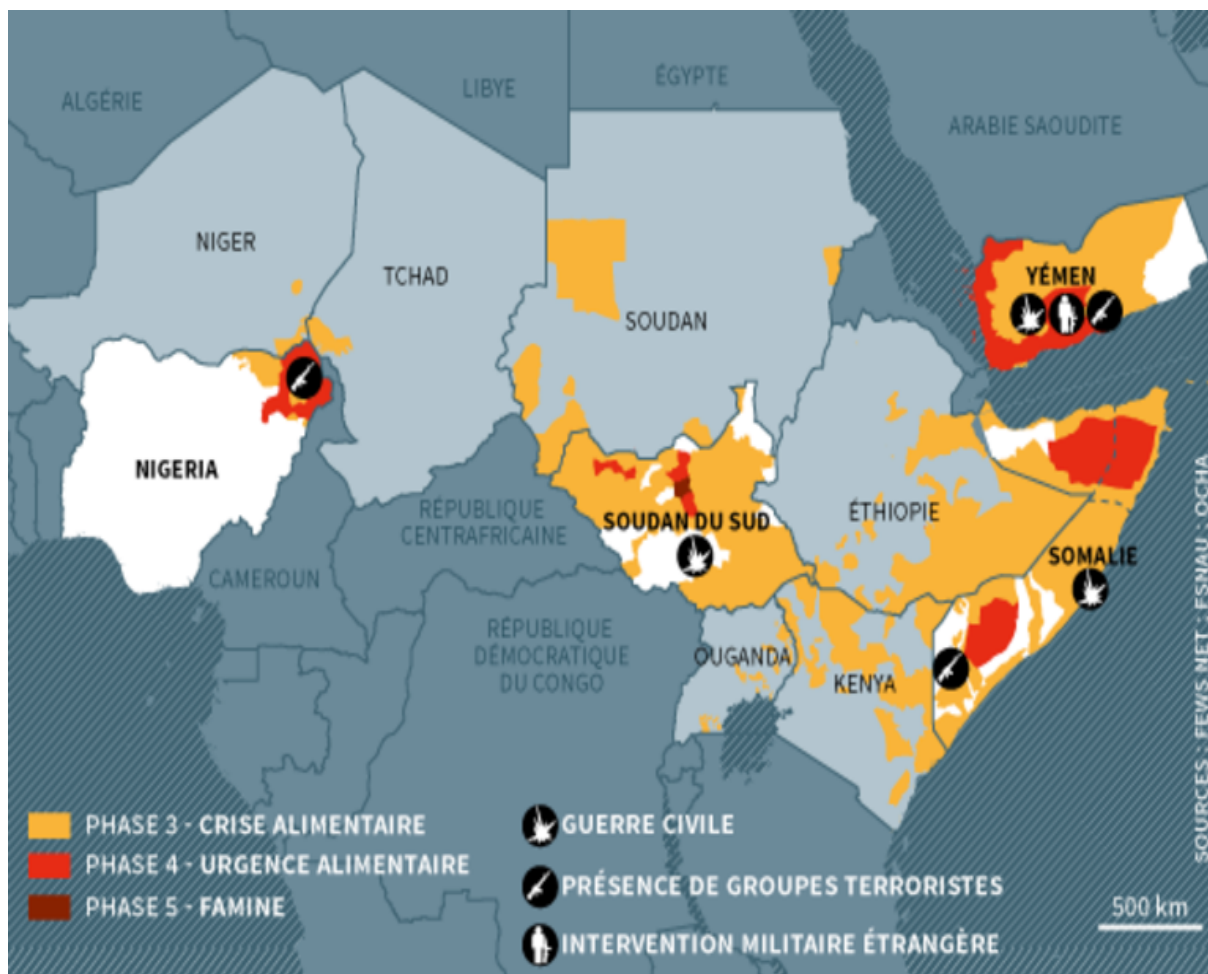 ALGÉRIE
LIBYE
ÉGYPTE
ARABIE SAOUDITE
NIGER
TCHAD
SOUDAN
YÉMEN
NIGERIA
RÉPUBLIQUE
CENTRAFRICAINE
SOUDAN DU SUD
ÉTHIOPIE
SOMALIE
CAMEROUN
RÉPUBLIQUE
DÉMOCRATIQUE
DU CONGO
OUGANDA
KENYA
PHASE 3 - CRISE ALIMENTAIRE
PHASE 4 - URGENCE ALIMENTAIRE
PHASE 5 - FAMINE
GUERRE CIVILE
PRÉSENCE DE GROUPES TERRORISTES
INTERVENTION MILITAIRE ÉTRANGÈRE
500 km
SOURCES : FEWS NET ; FSNAU ; OCHA